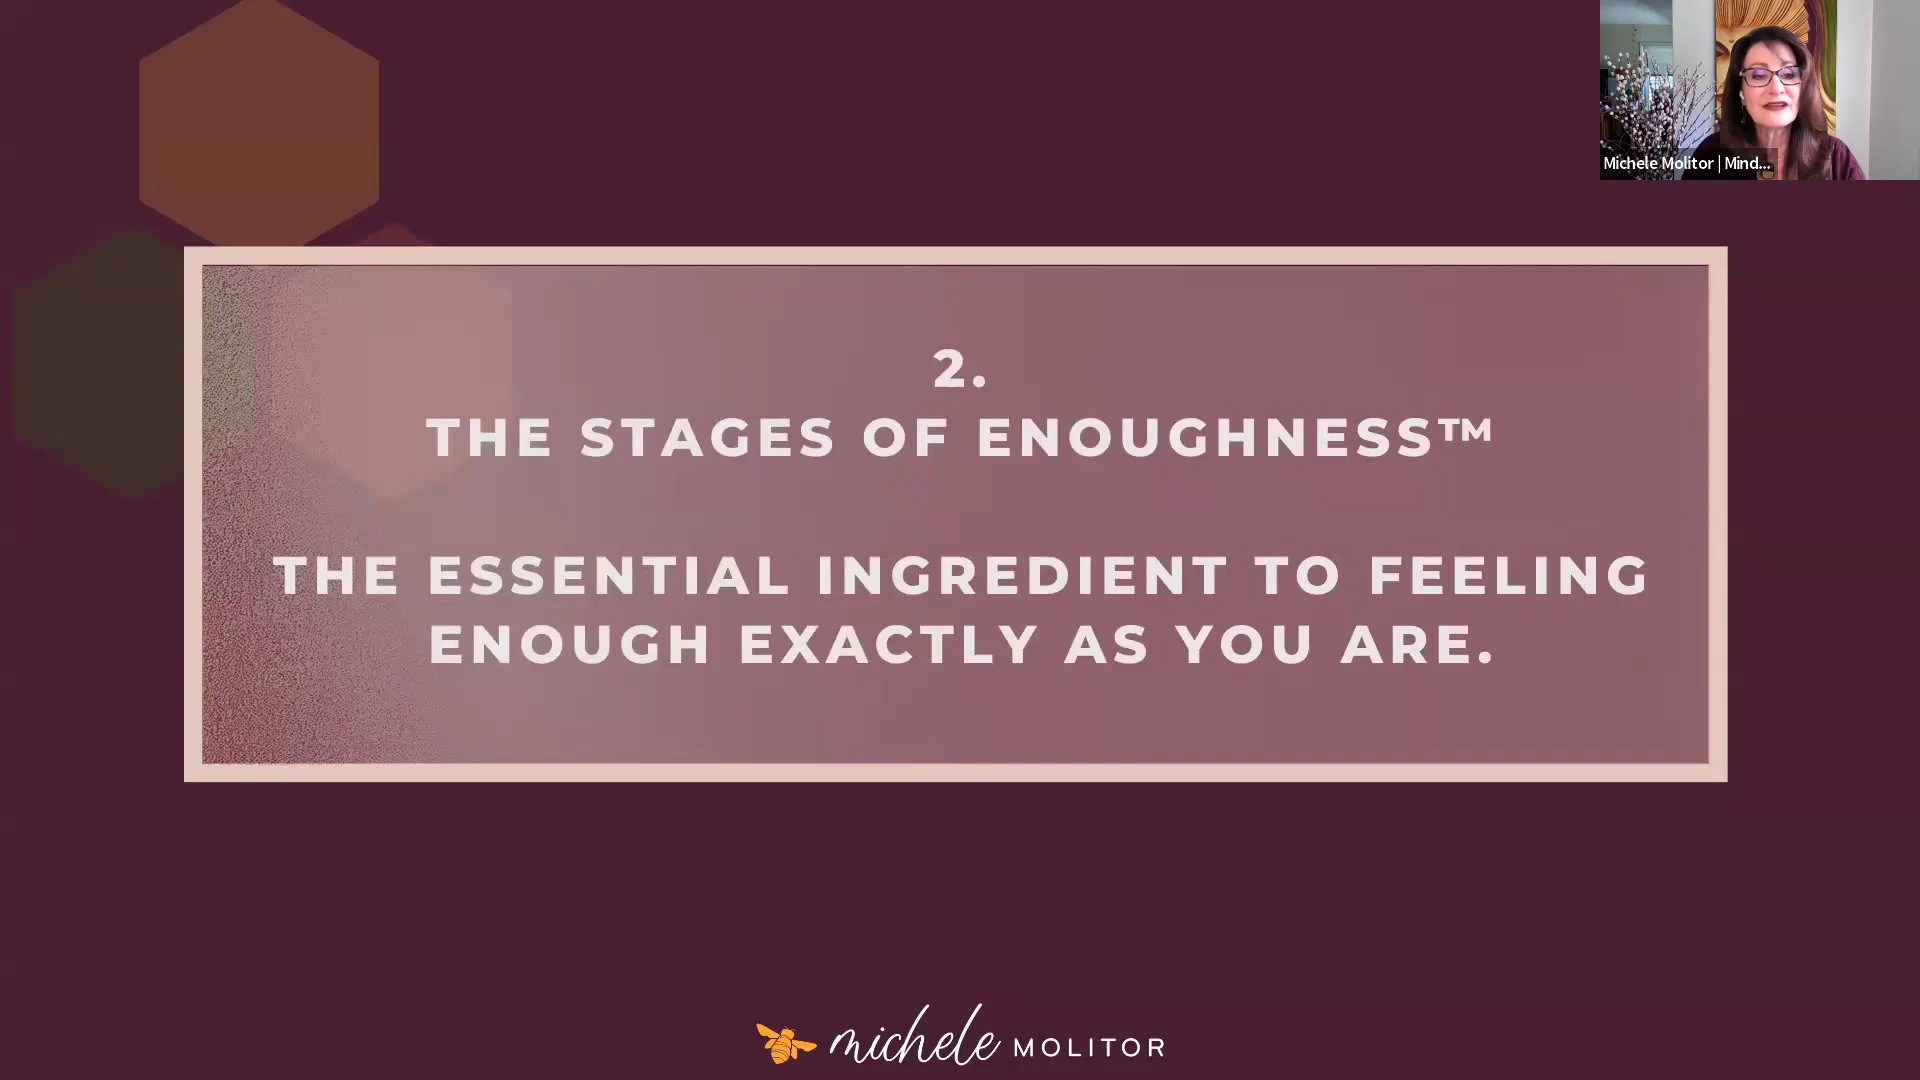 Michele Molitor | Mind...
2.
THE STAGES OF ENOUGHNESS™
THE ESSENTIAL INGREDIENT TO FEELING
ENOUGH EXACTLY AS YOU ARE.
michele MOLITOR